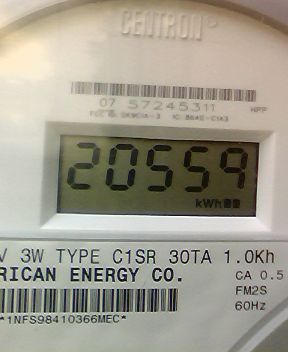 CENTRON®
07 57245311
20559
kWh
V 3W TYPE C1SR 30TA 1.0Kh
RICAN ENERGY CO.
CA 0.5
FM2S
60Hz
*1NFS98410366MEC*